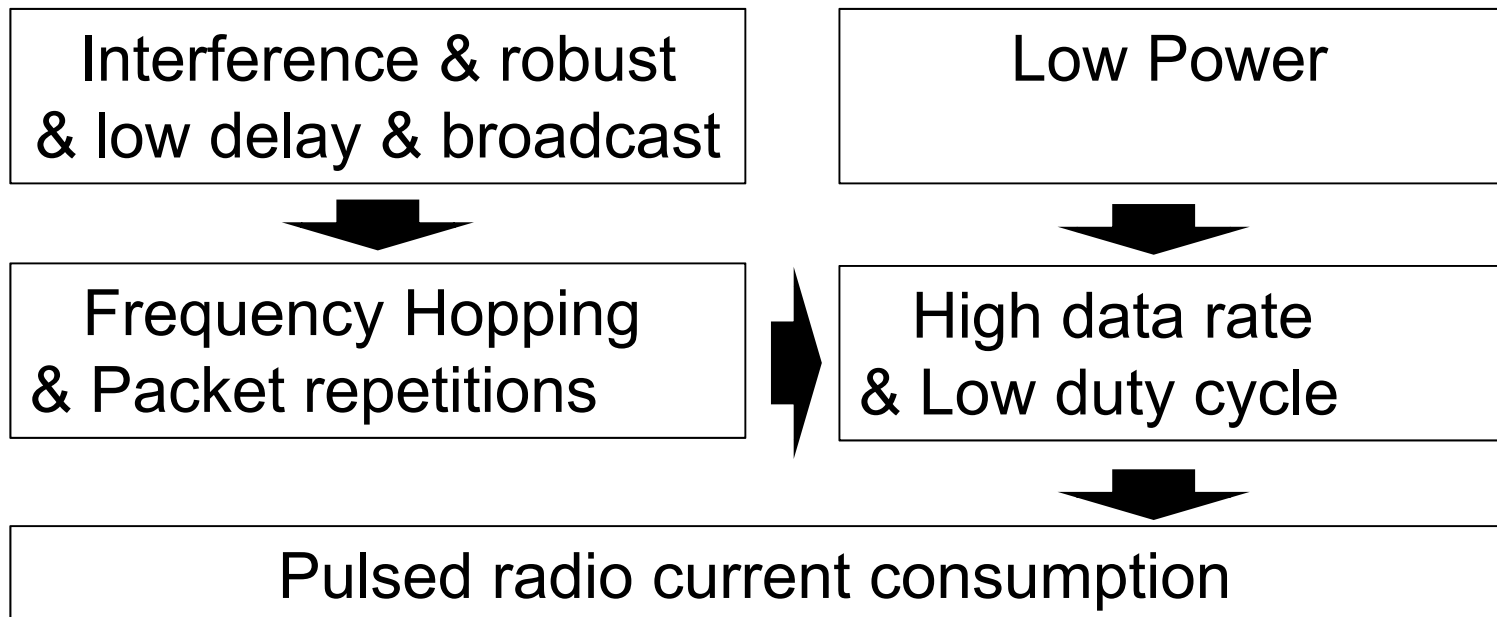 Interference & robust
& low delay & broadcast
Low Power
Frequency Hopping
& Packet repetitions
High data rate
& Low duty cycle
Pulsed radio current consumption